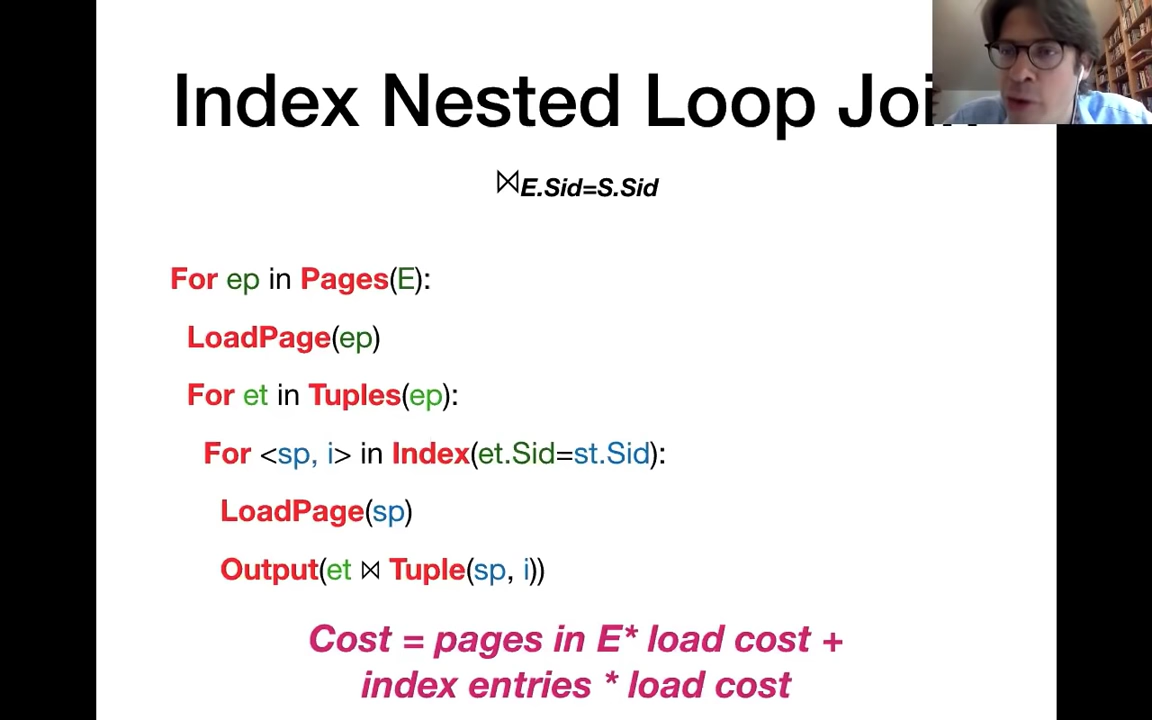 Index Nested Loop Join
⋈E.Sid=S.Sid
For ep in Pages(E):
LoadPage(ep)
For et in Tuples(ep):
For <sp, i> in Index(et.Sid=st.Sid):
LoadPage(sp)
Output(et ⋈ Tuple(sp, i))
Cost = pages in E* load cost +
index entries * load cost